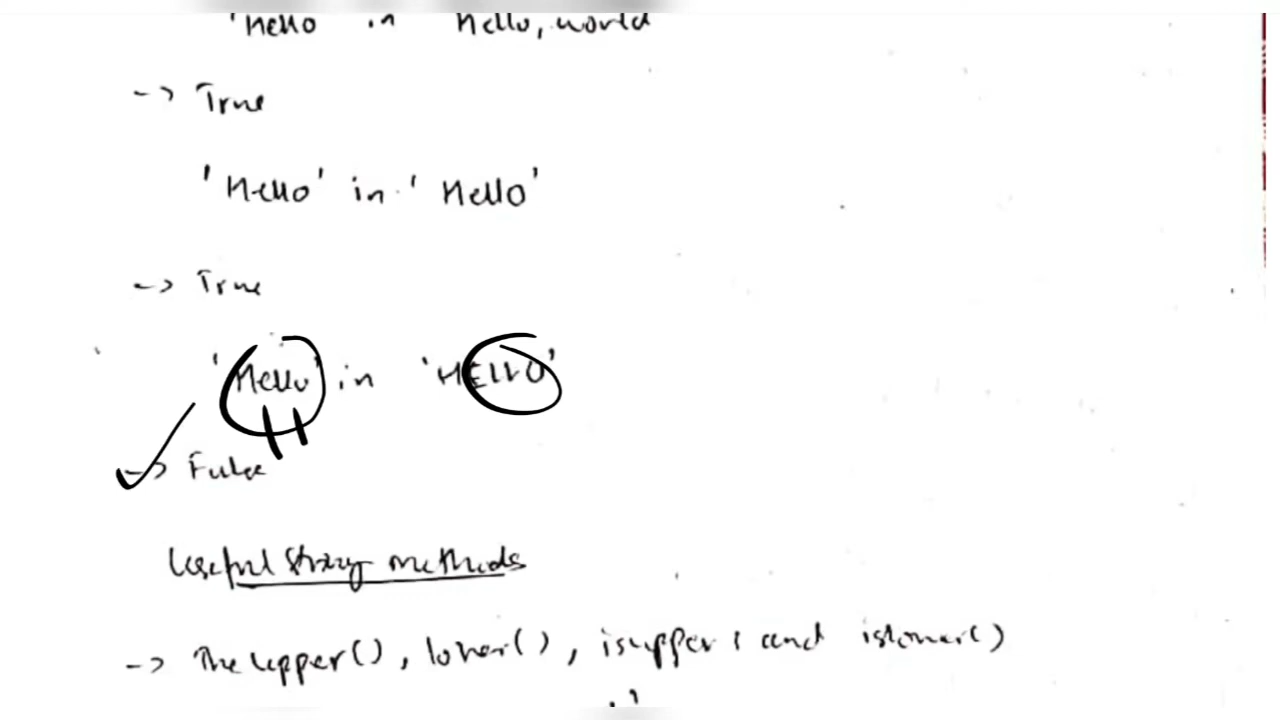 'Hello in Hello, world
-> True
'Hello' in 'Hello'
-> True
'Hello' in 'HELLO'
-> False
Useful String methods
-> The upper(), lower(), isupper( and islower()